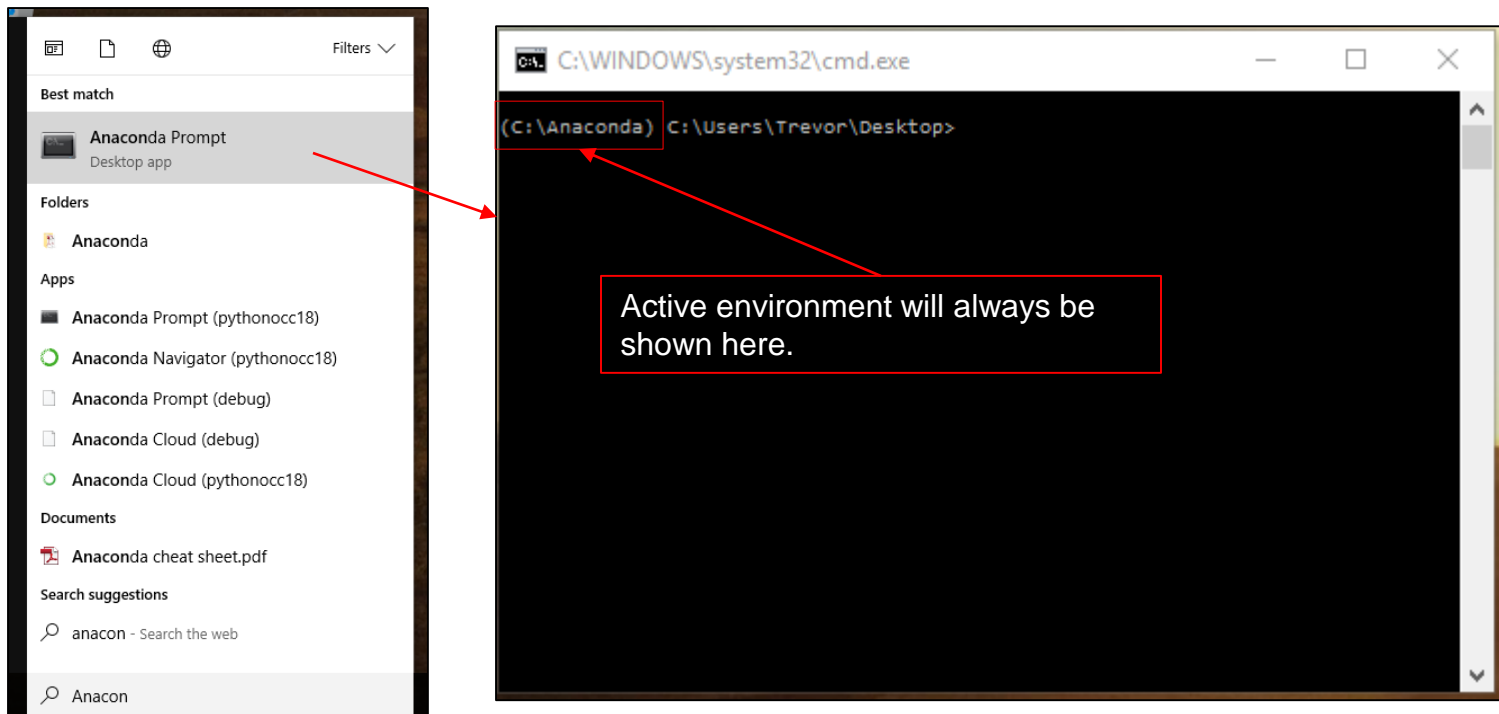 Filters
Best match
Anaconda Prompt
Desktop app
Folders
Anaconda
Apps
Anaconda Prompt (pythonocc18)
Anaconda Navigator (pythonocc18)
Anaconda Prompt (debug)
Anaconda Cloud (debug)
Anaconda Cloud (pythonocc18)
Documents
Anaconda cheat sheet.pdf
Search suggestions
anacon - Search the web
Anacon
C:\WINDOWS\system32\cmd.exe
(C:\Anaconda) C:\Users\Trevor\Desktop>
Active environment will always be
shown here.